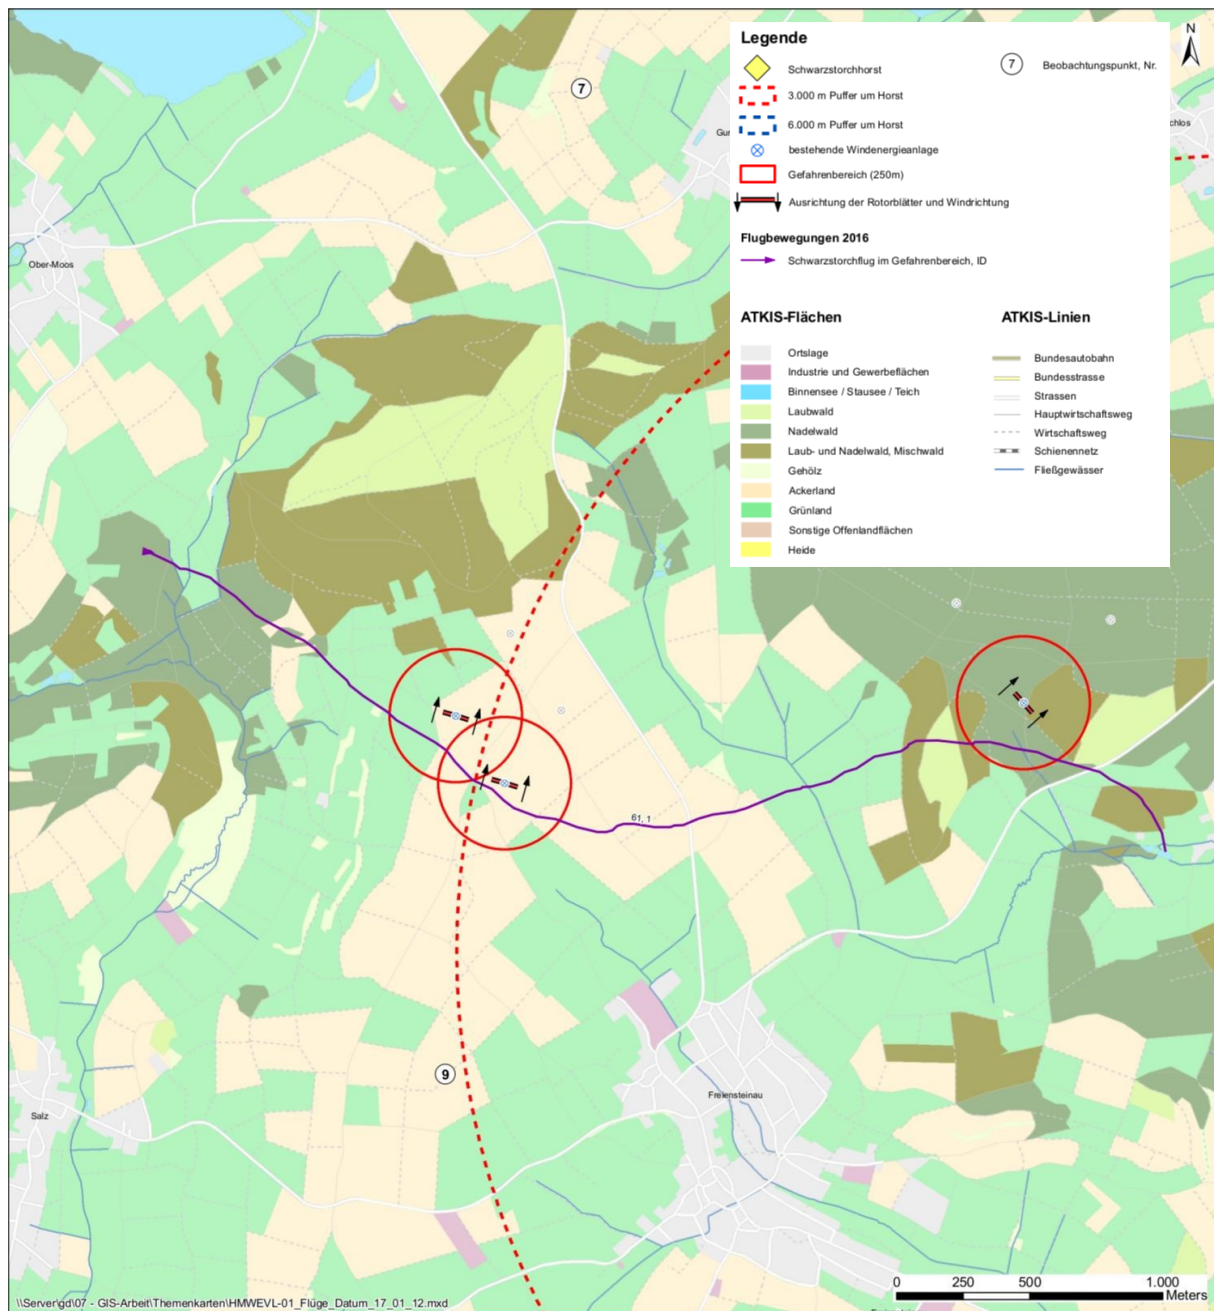 Legende
Schwarzstorchhorst
3.000 m Puffer um Horst
6.000 m Puffer um Horst
bestehende Windenergieanlage
Gefahrenbereich (250m)
Ausrichtung der Rotorblätter und Windrichtung
7 Beobachtungspunkt, Nr.
N
Flugbewegungen 2016
Schwarzstorchflug im Gefahrenbereich, ID
ATKIS-Flächen
Ortslage
Industrie und Gewerbeflächen
Binnensee / Stausee / Teich
Laubwald
Nadelwald
Laub- und Nadelwald, Mischwald
Gehölz
Ackerland
Grünland
Sonstige Offenlandflächen
Heide
ATKIS-Linien
Bundesautobahn
Bundesstrasse
Strassen
Hauptwirtschaftsweg
Wirtschaftsweg
Schienennetz
Fließgewässer
7
Gur
chlos
Ober-Moos
61, 1
9
Freiensteinau
Salz
0 250 500 1.000
Meters
\\Server\gd\07 - GIS-Arbeit\Themenkarten\HMWEVL-01_Flüge_Datum_17_01_12.mxd